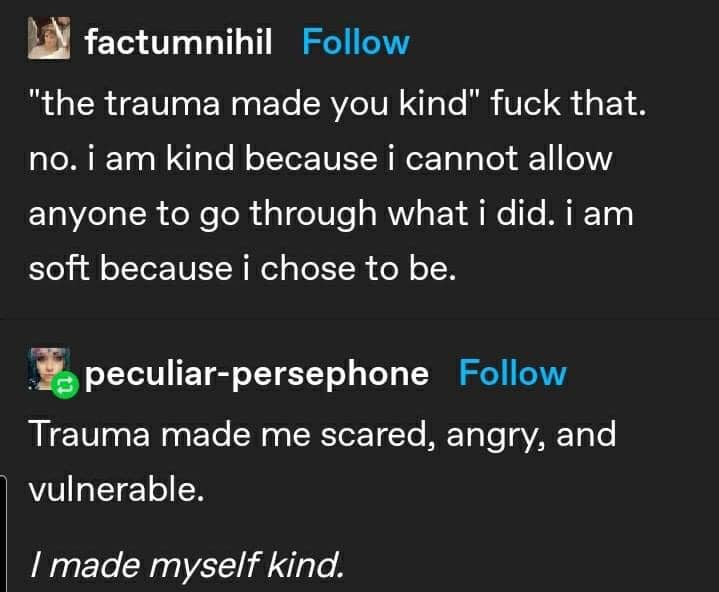 factumnihil Follow
"the trauma made you kind" fuck that.
no. i am kind because i cannot allow
anyone to go through what i did. i am
soft because i chose to be.
peculiar-persephone Follow
Trauma made me scared, angry, and
vulnerable.
I made myself kind.